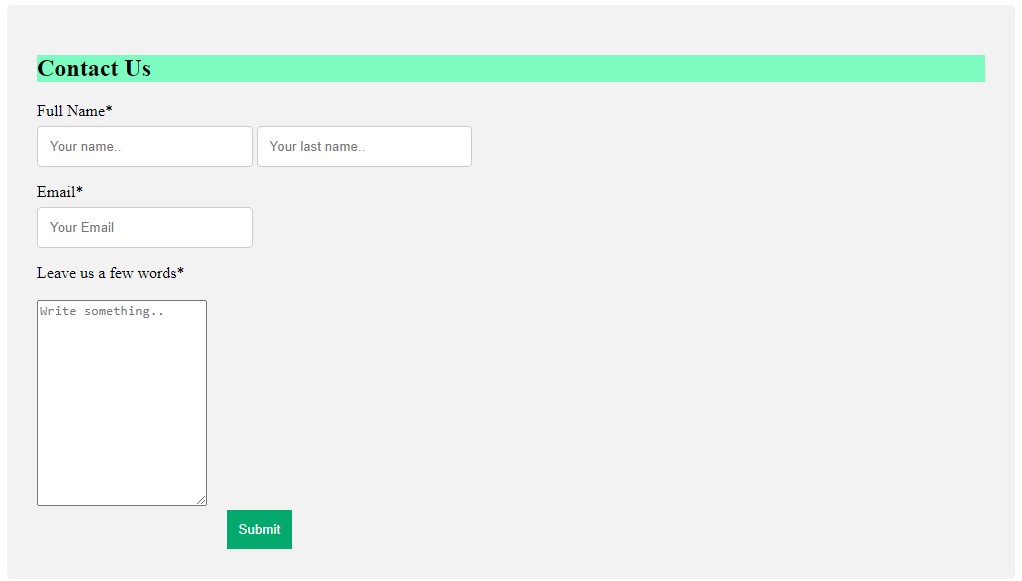 Contact Us
Full Name*
Your name.. Your last name..
Email*
Your Email
Leave us a few words*
Write something..
Submit